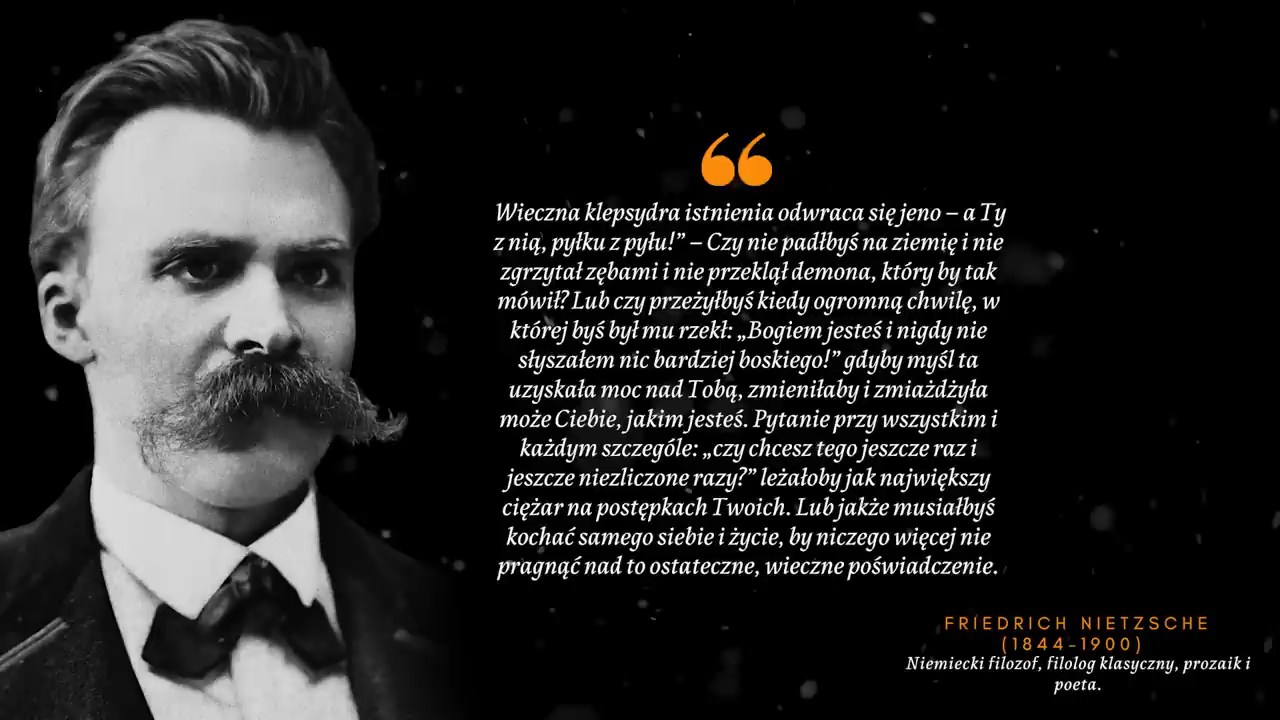 Wieczna klepsydra istnienia odwraca się jeno – a Ty
z nią, pyłku z pyłu!” – Czy nie padłbyś na ziemię i nie
zgrzytał zębami i nie przeklął demona, który by tak
mówił? Lub czy przeżyłbyś kiedy ogromną chwilę, w
której byś był mu rzekł: „Bogiem jesteś i nigdy nie
słyszałem nic bardziej boskiego!” gdyby myśl ta
uzyskała moc nad Tobą, zmieniłaby i zmiażdżyła
może Ciebie, jakim jesteś. Pytanie przy wszystkim i
każdym szczególe: „czy chcesz tego jeszcze raz i
jeszcze niezliczone razy?” leżałoby jak największy
ciężar na postępkach Twoich. Lub jakże musiałbyś
kochać samego siebie i życie, by niczego więcej nie
pragnąć nad to ostateczne, wieczne poświadczenie.
FRIEDRICH NIETZSCHE
(1844-1900)
Niemiecki filozof, filolog klasyczny, prozaik i
poeta.